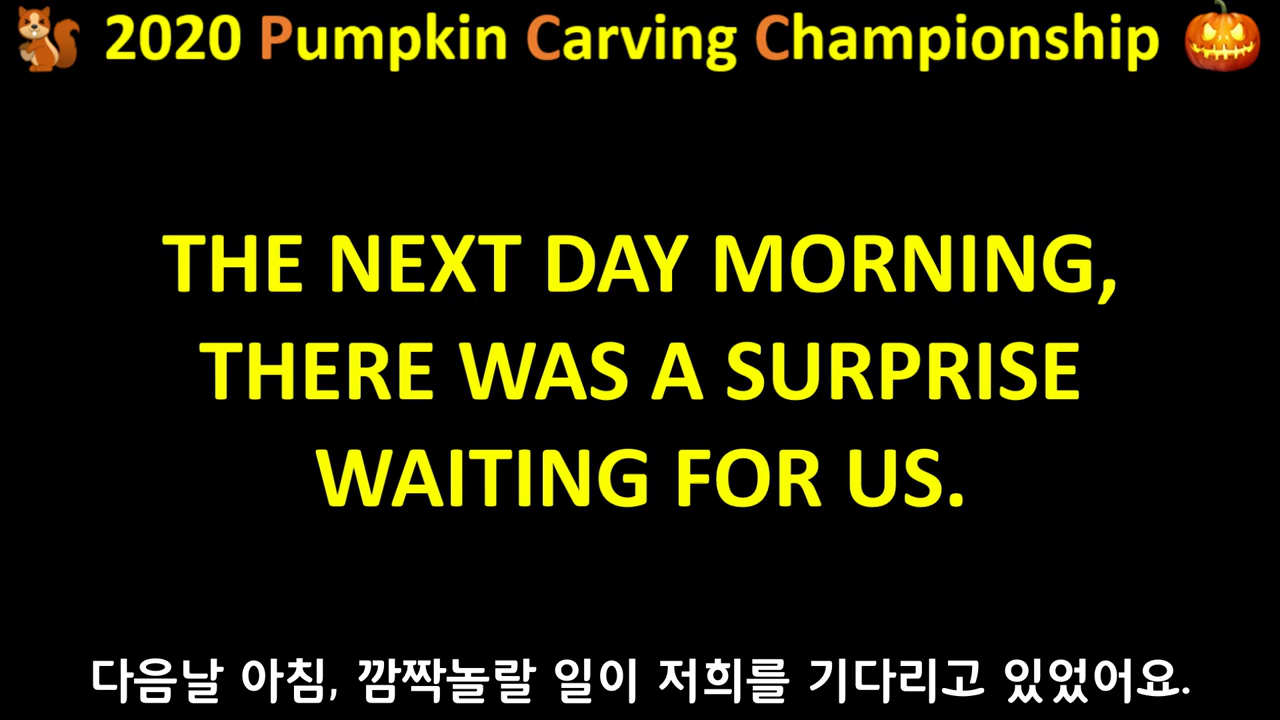 2020 Pumpkin Carving Championship
THE NEXT DAY MORNING,
THERE WAS A SURPRISE
WAITING FOR US.
다음날 아침, 깜짝놀랄 일이 저희를 기다리고 있었어요.